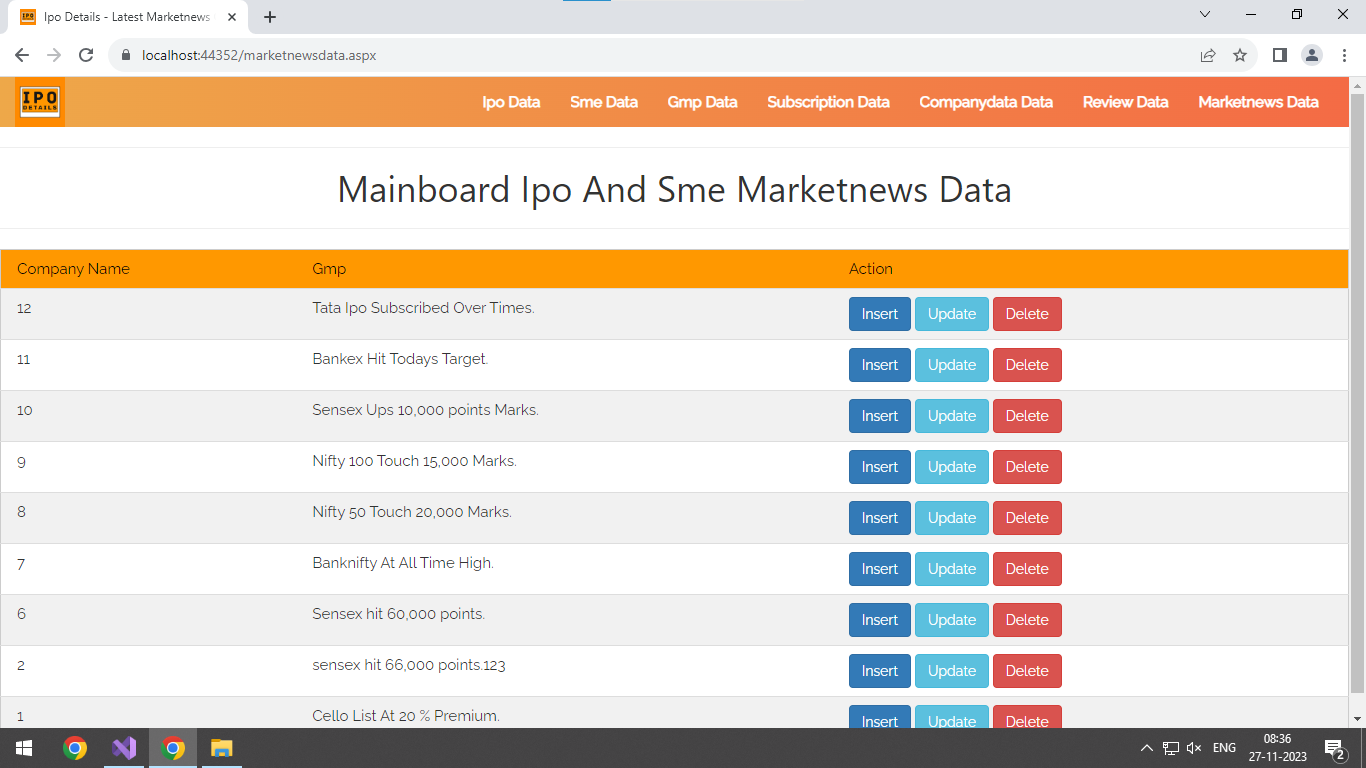 Ipo Details - Latest Marketnews
localhost:44352/marketnewsdata.aspx
IPO
DETAILS
Ipo Data Sme Data Gmp Data Subscription Data Companydata Data Review Data Marketnews Data
Mainboard Ipo And Sme Marketnews Data
Company Name Gmp Action
12 Tata Ipo Subscribed Over Times. Insert Update Delete
11 Bankex Hit Todays Target. Insert Update Delete
10 Sensex Ups 10,000 points Marks. Insert Update Delete
9 Nifty 100 Touch 15,000 Marks. Insert Update Delete
8 Nifty 50 Touch 20,000 Marks. Insert Update Delete
7 Banknifty At All Time High. Insert Update Delete
6 Sensex hit 60,000 points. Insert Update Delete
2 sensex hit 66,000 points.123 Insert Update Delete
1 Cello List At 20 % Premium. Insert Update Delete
ENG 08:36
27-11-2023 2